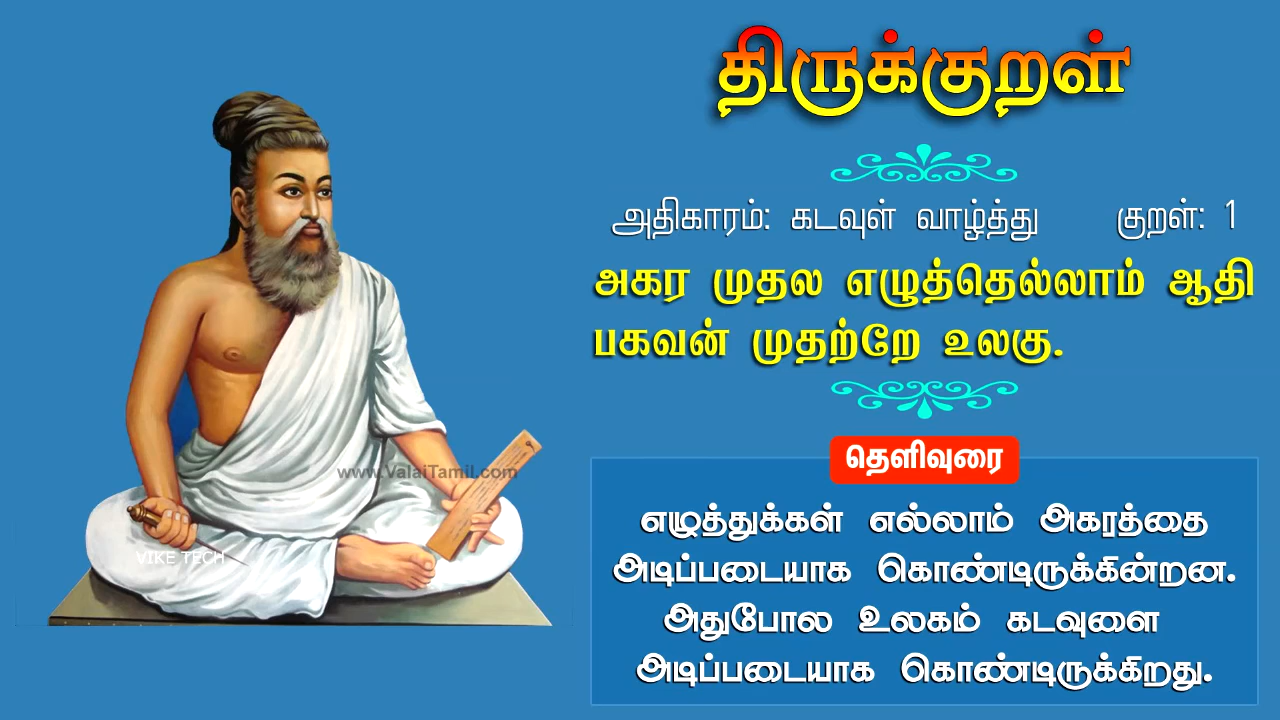 திருக்குறள்
அதிகாரம்: கடவுள் வாழ்த்து குறள்: 1
அகர முதல எழுத்தெல்லாம் ஆதி
பகவன் முதற்றே உலகு.
தெளிவுரை
எழுத்துக்கள் எல்லாம் அகரத்தை
அடிப்படையாக கொண்டிருக்கின்றன.
அதுபோல உலகம் கடவுளை
அடிப்படையாக கொண்டிருக்கிறது.
www.ValaiTamil.com
VIKE TECH